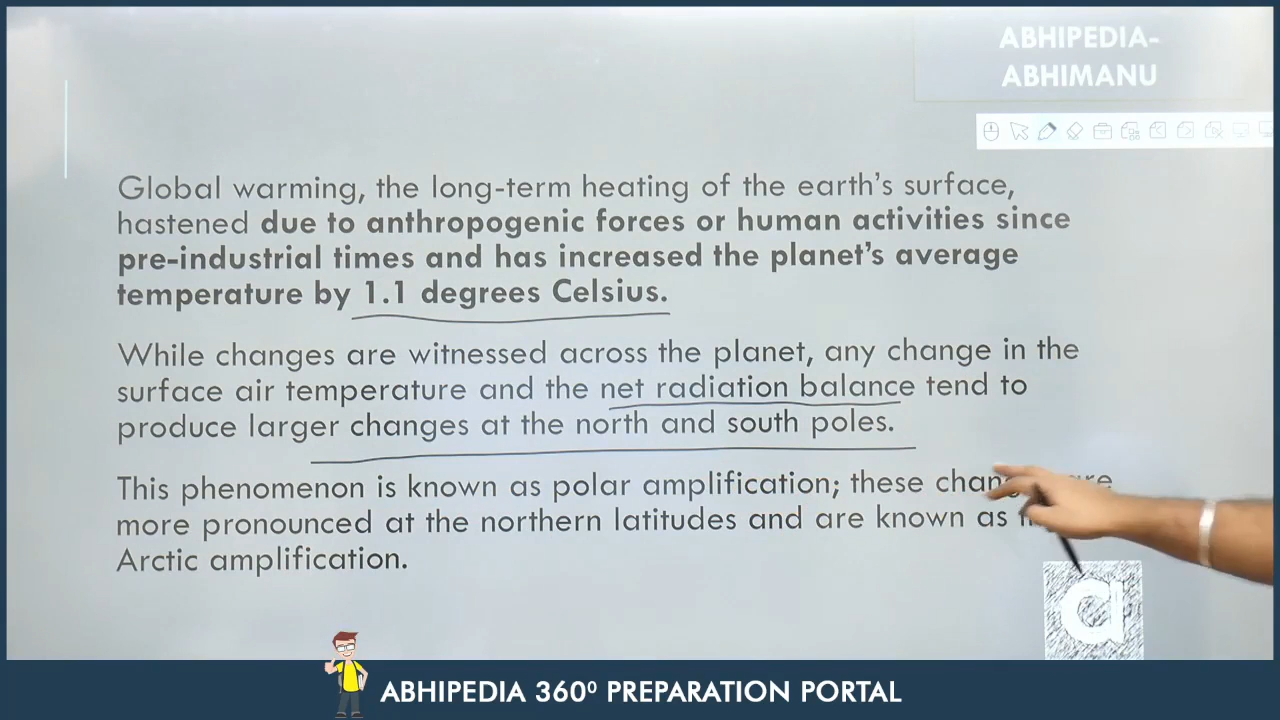 ABHIPEDIA-
ABHIMANU
Global warming, the long-term heating of the earth's surface,
hastened due to anthropogenic forces or human activities since
pre-industrial times and has increased the planet's average
temperature by 1.1 degrees Celsius.
While changes are witnessed across the planet, any change in the
surface air temperature and the net radiation balance tend to
produce larger changes at the north and south poles.
This phenomenon is known as polar amplification; these are
more pronounced at the northern latitudes and are known as
Arctic amplification.
a
ABHIPEDIA 360⁰ PREPARATION PORTAL